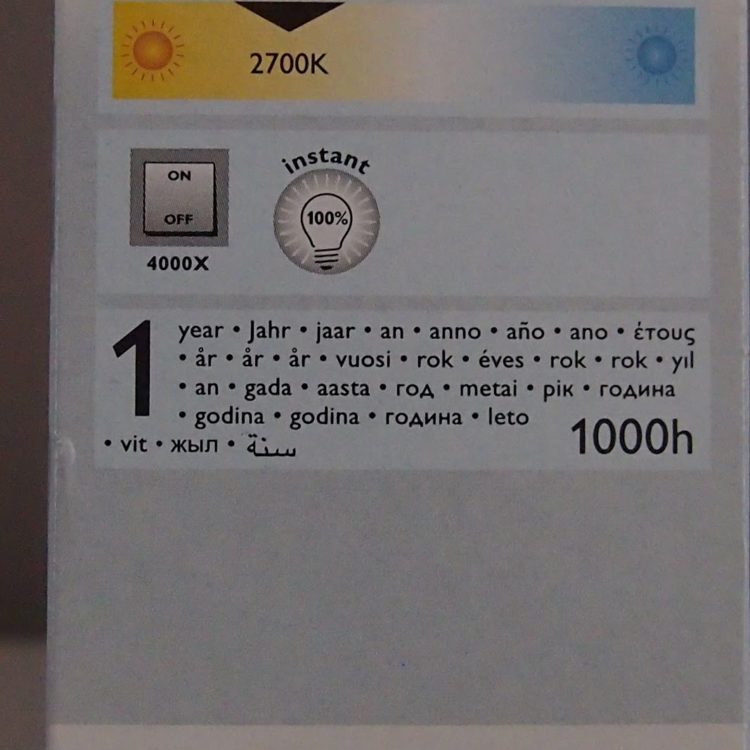 2700K
ON
OFF
4000X
instant
100%
1 year • Jahr • jaar • an • anno • año • ano • έτους
• år • år • år • vuosi • rok • éves • rok • rok • yıl
• an • gada • aasta • год • metai • рік • година
• godina • godina • година • leto
• vit • жыл • سنة
1000h